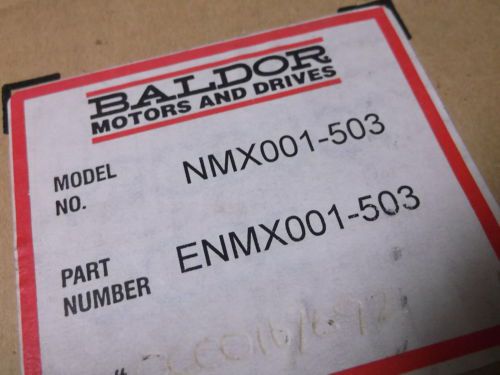 BALDOR
MOTORS AND DRIVES
MODEL NO. NMX001-503
PART NUMBER ENMX001-503
#